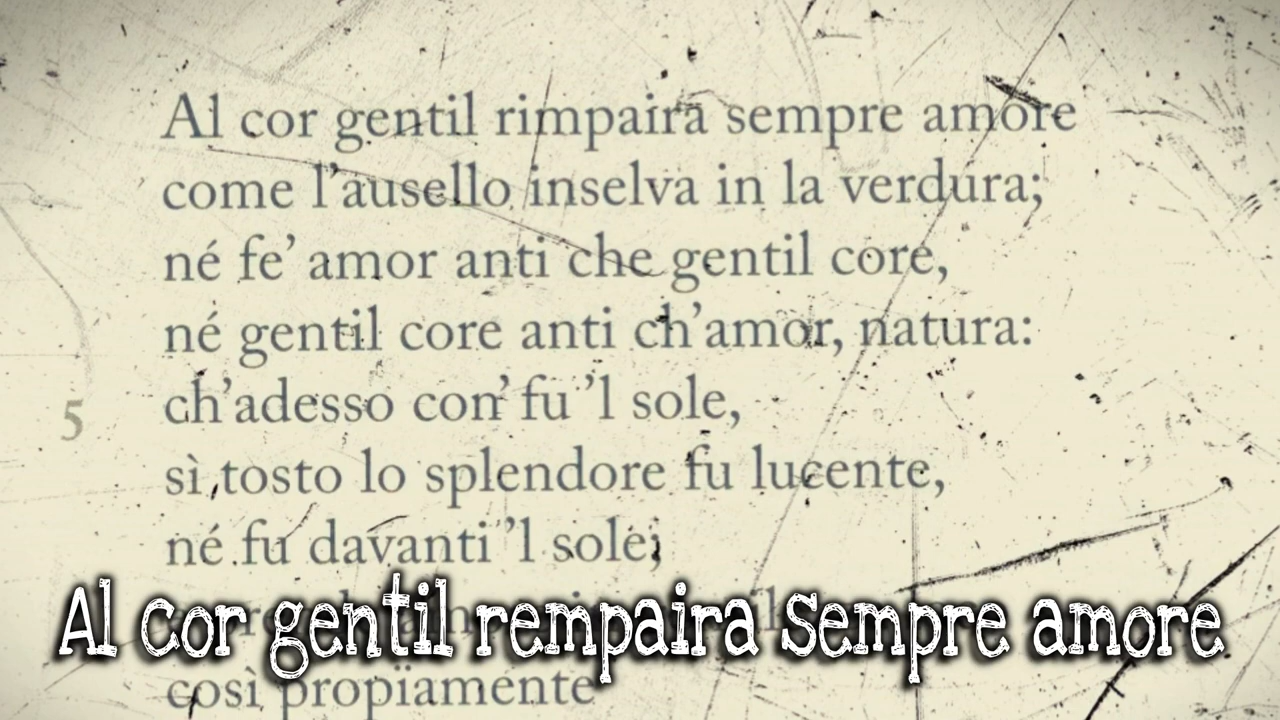 Al cor gentil rimpaira sempre amore
come l'ausello inselva in la verdura;
né fe' amor anti che gentil core,
né gentil core anti ch'amor, natura:
ch'adesso con' fu 'l sole,
5
sì tosto lo splendore fu lucente,
né fu davanti 'l sole;
Al cor gentil rempaira sempre amore
così propïamente